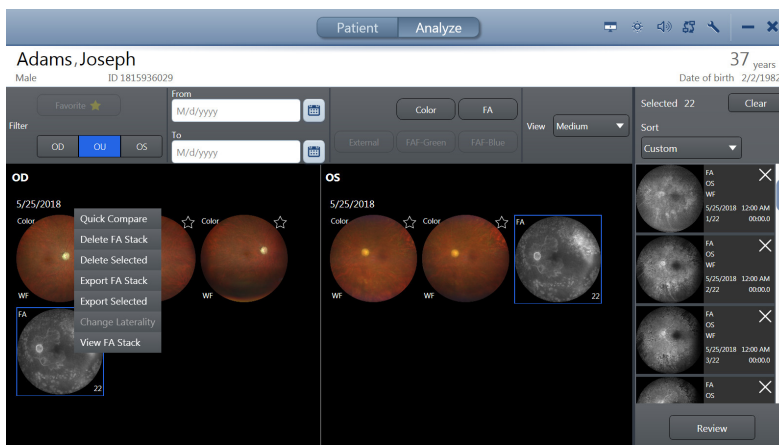 Patient
Analyze
Adams, Joseph
37 years
Male
ID 1815936029
Date of birth 2/2/1982
Favorite
Filter
OD
OU
OS
From
M/d/yyyy
To
M/d/yyyy
Color
FA
External
FAF-Green
FAF-Blue
View
Medium
Selected 22
Clear
Sort
Custom
OD
5/25/2018
Color
WF
Color
WF
FA
22
Quick Compare
Delete FA Stack
Delete Selected
Export FA Stack
Export Selected
Change Laterality
View FA Stack
OS
5/25/2018
Color
WF
Color
WF
FA
22
FA
OS
WF
5/25/2018 12:00 AM
1/22 00:00.0
FA
OS
WF
5/25/2018 12:00 AM
2/22 00:00.0
FA
OS
WF
5/25/2018 12:00 AM
3/22 00:00.0
FA
OS
Review